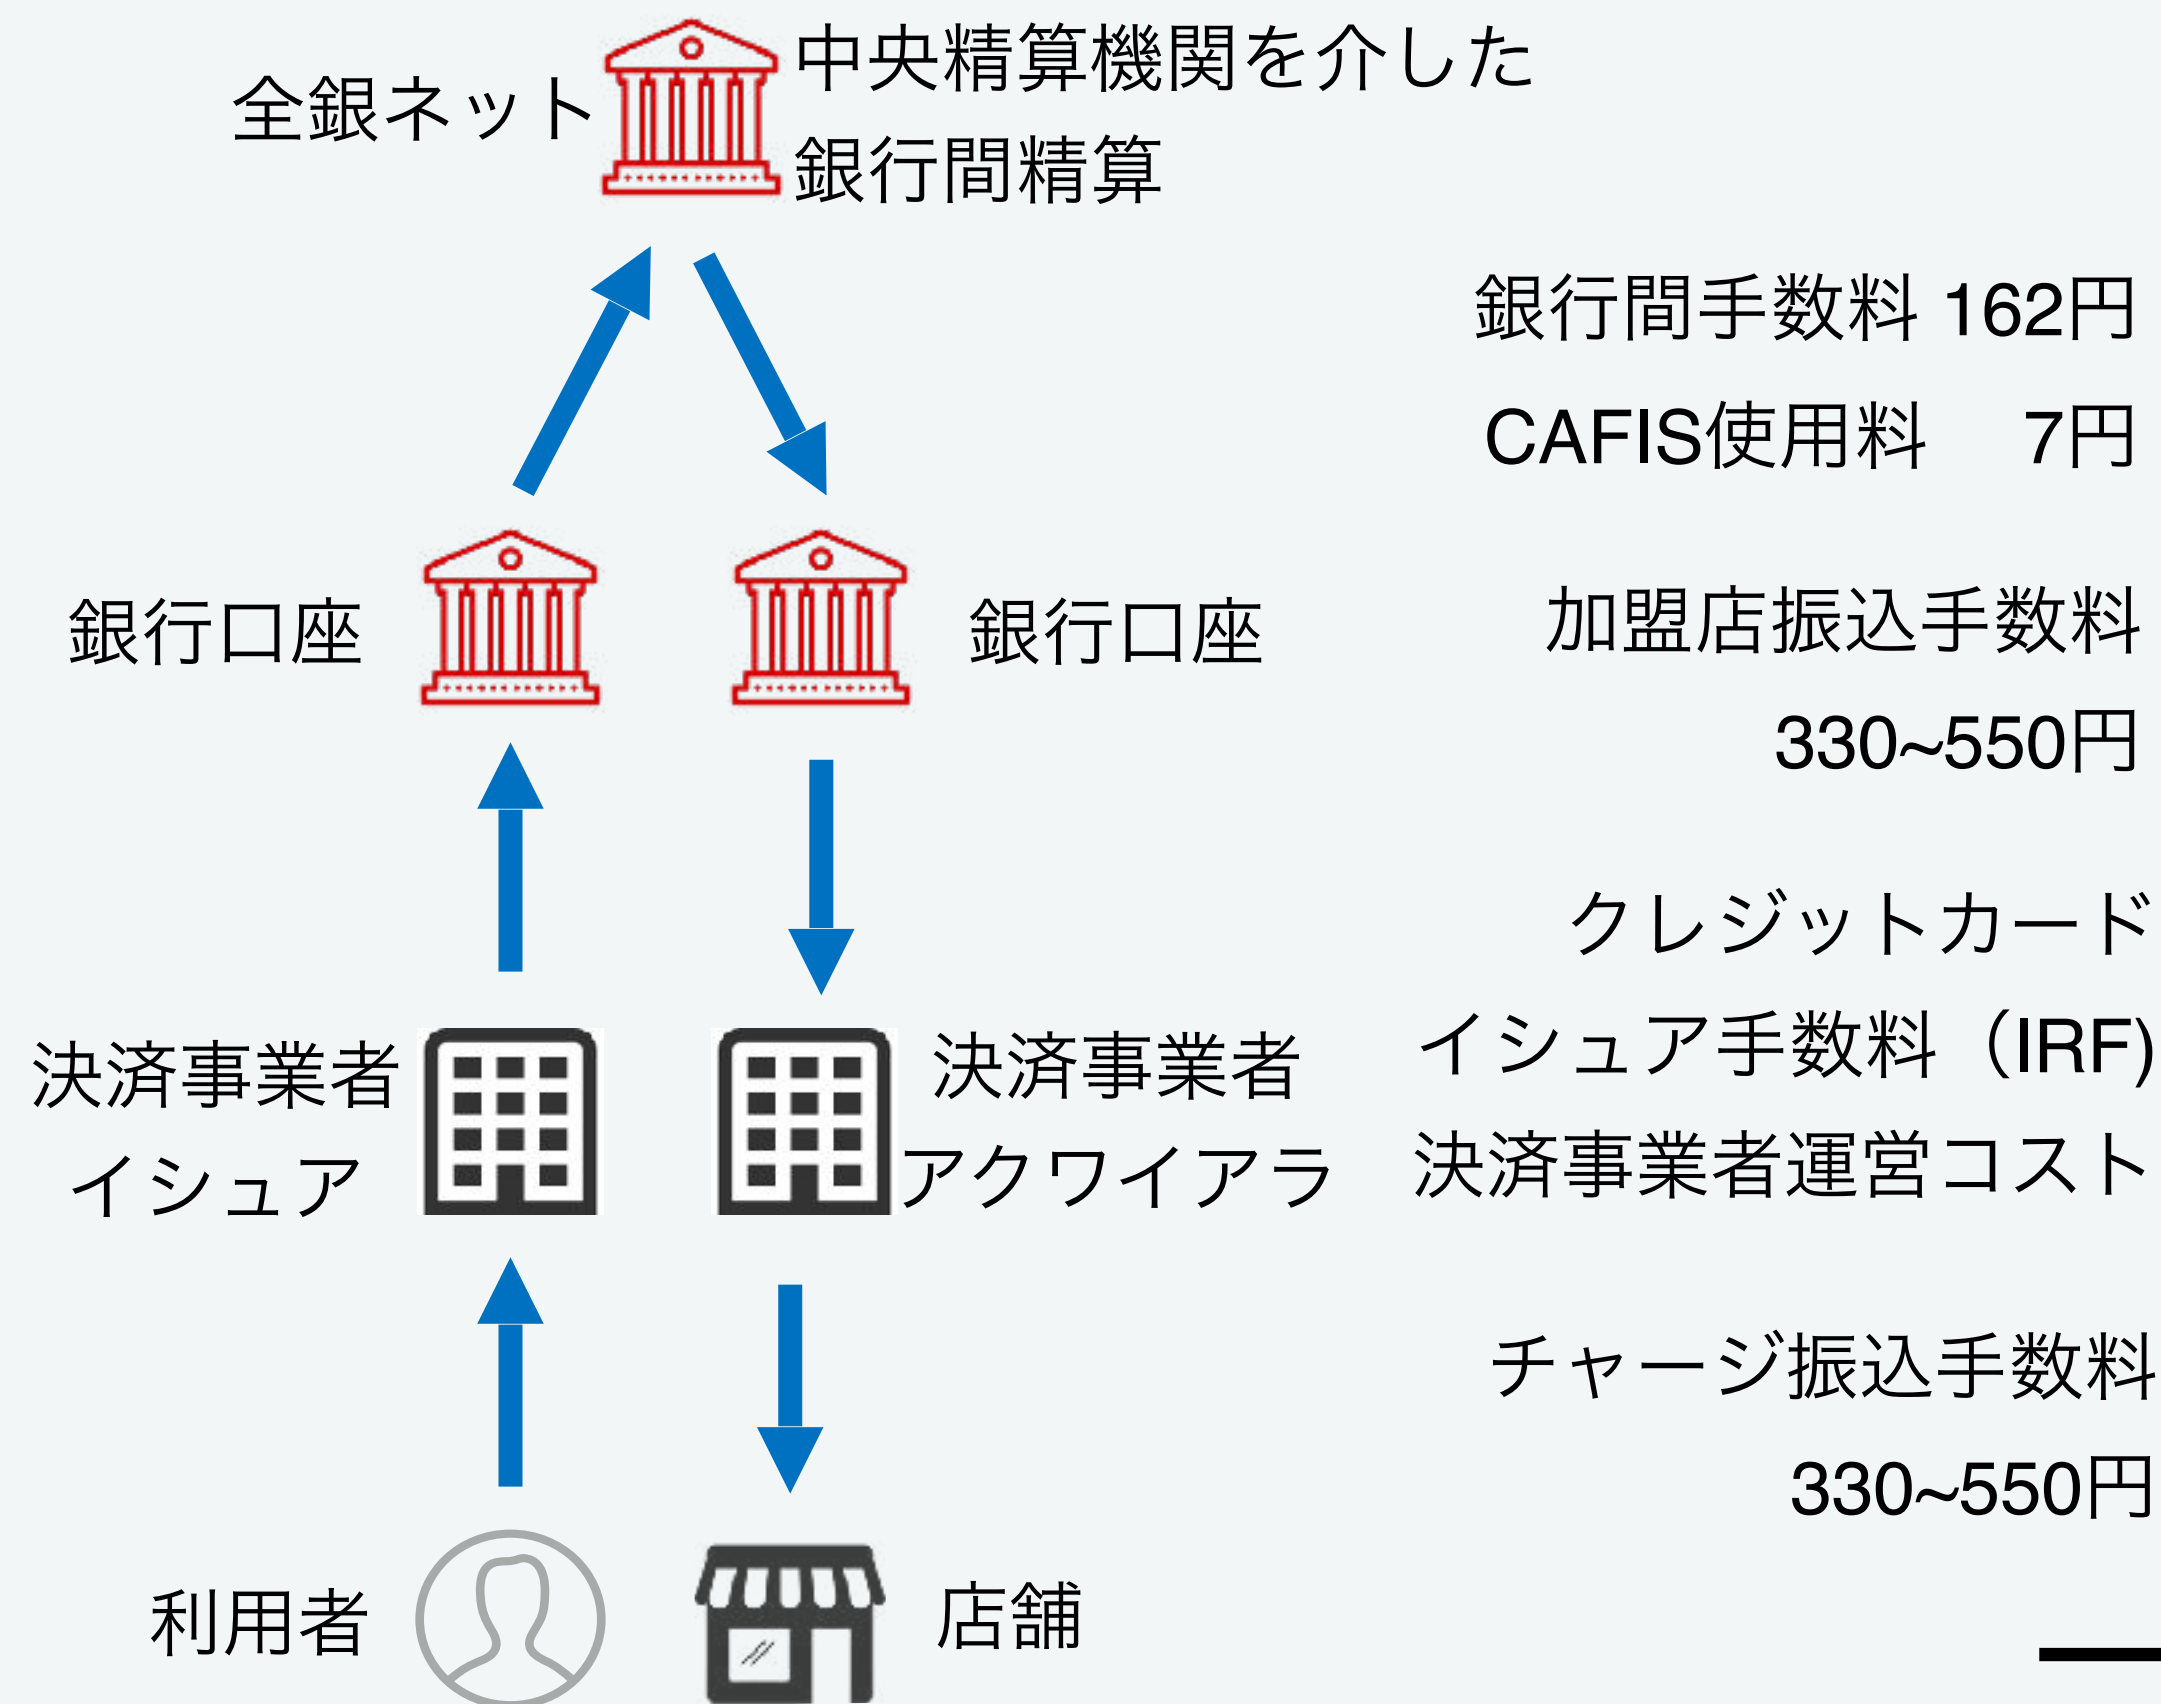 全銀ネット
中央精算機関を介した
銀行間精算
銀行間手数料 162円
CAFIS使用料 7円
銀行口座
銀行口座
加盟店振込手数料
330~550円
クレジットカード
イシュア手数料（IRF)
決済事業者運営コスト
決済事業者
イシュア
決済事業者
アクワイアラ
チャージ振込手数料
330~550円
利用者
店舗